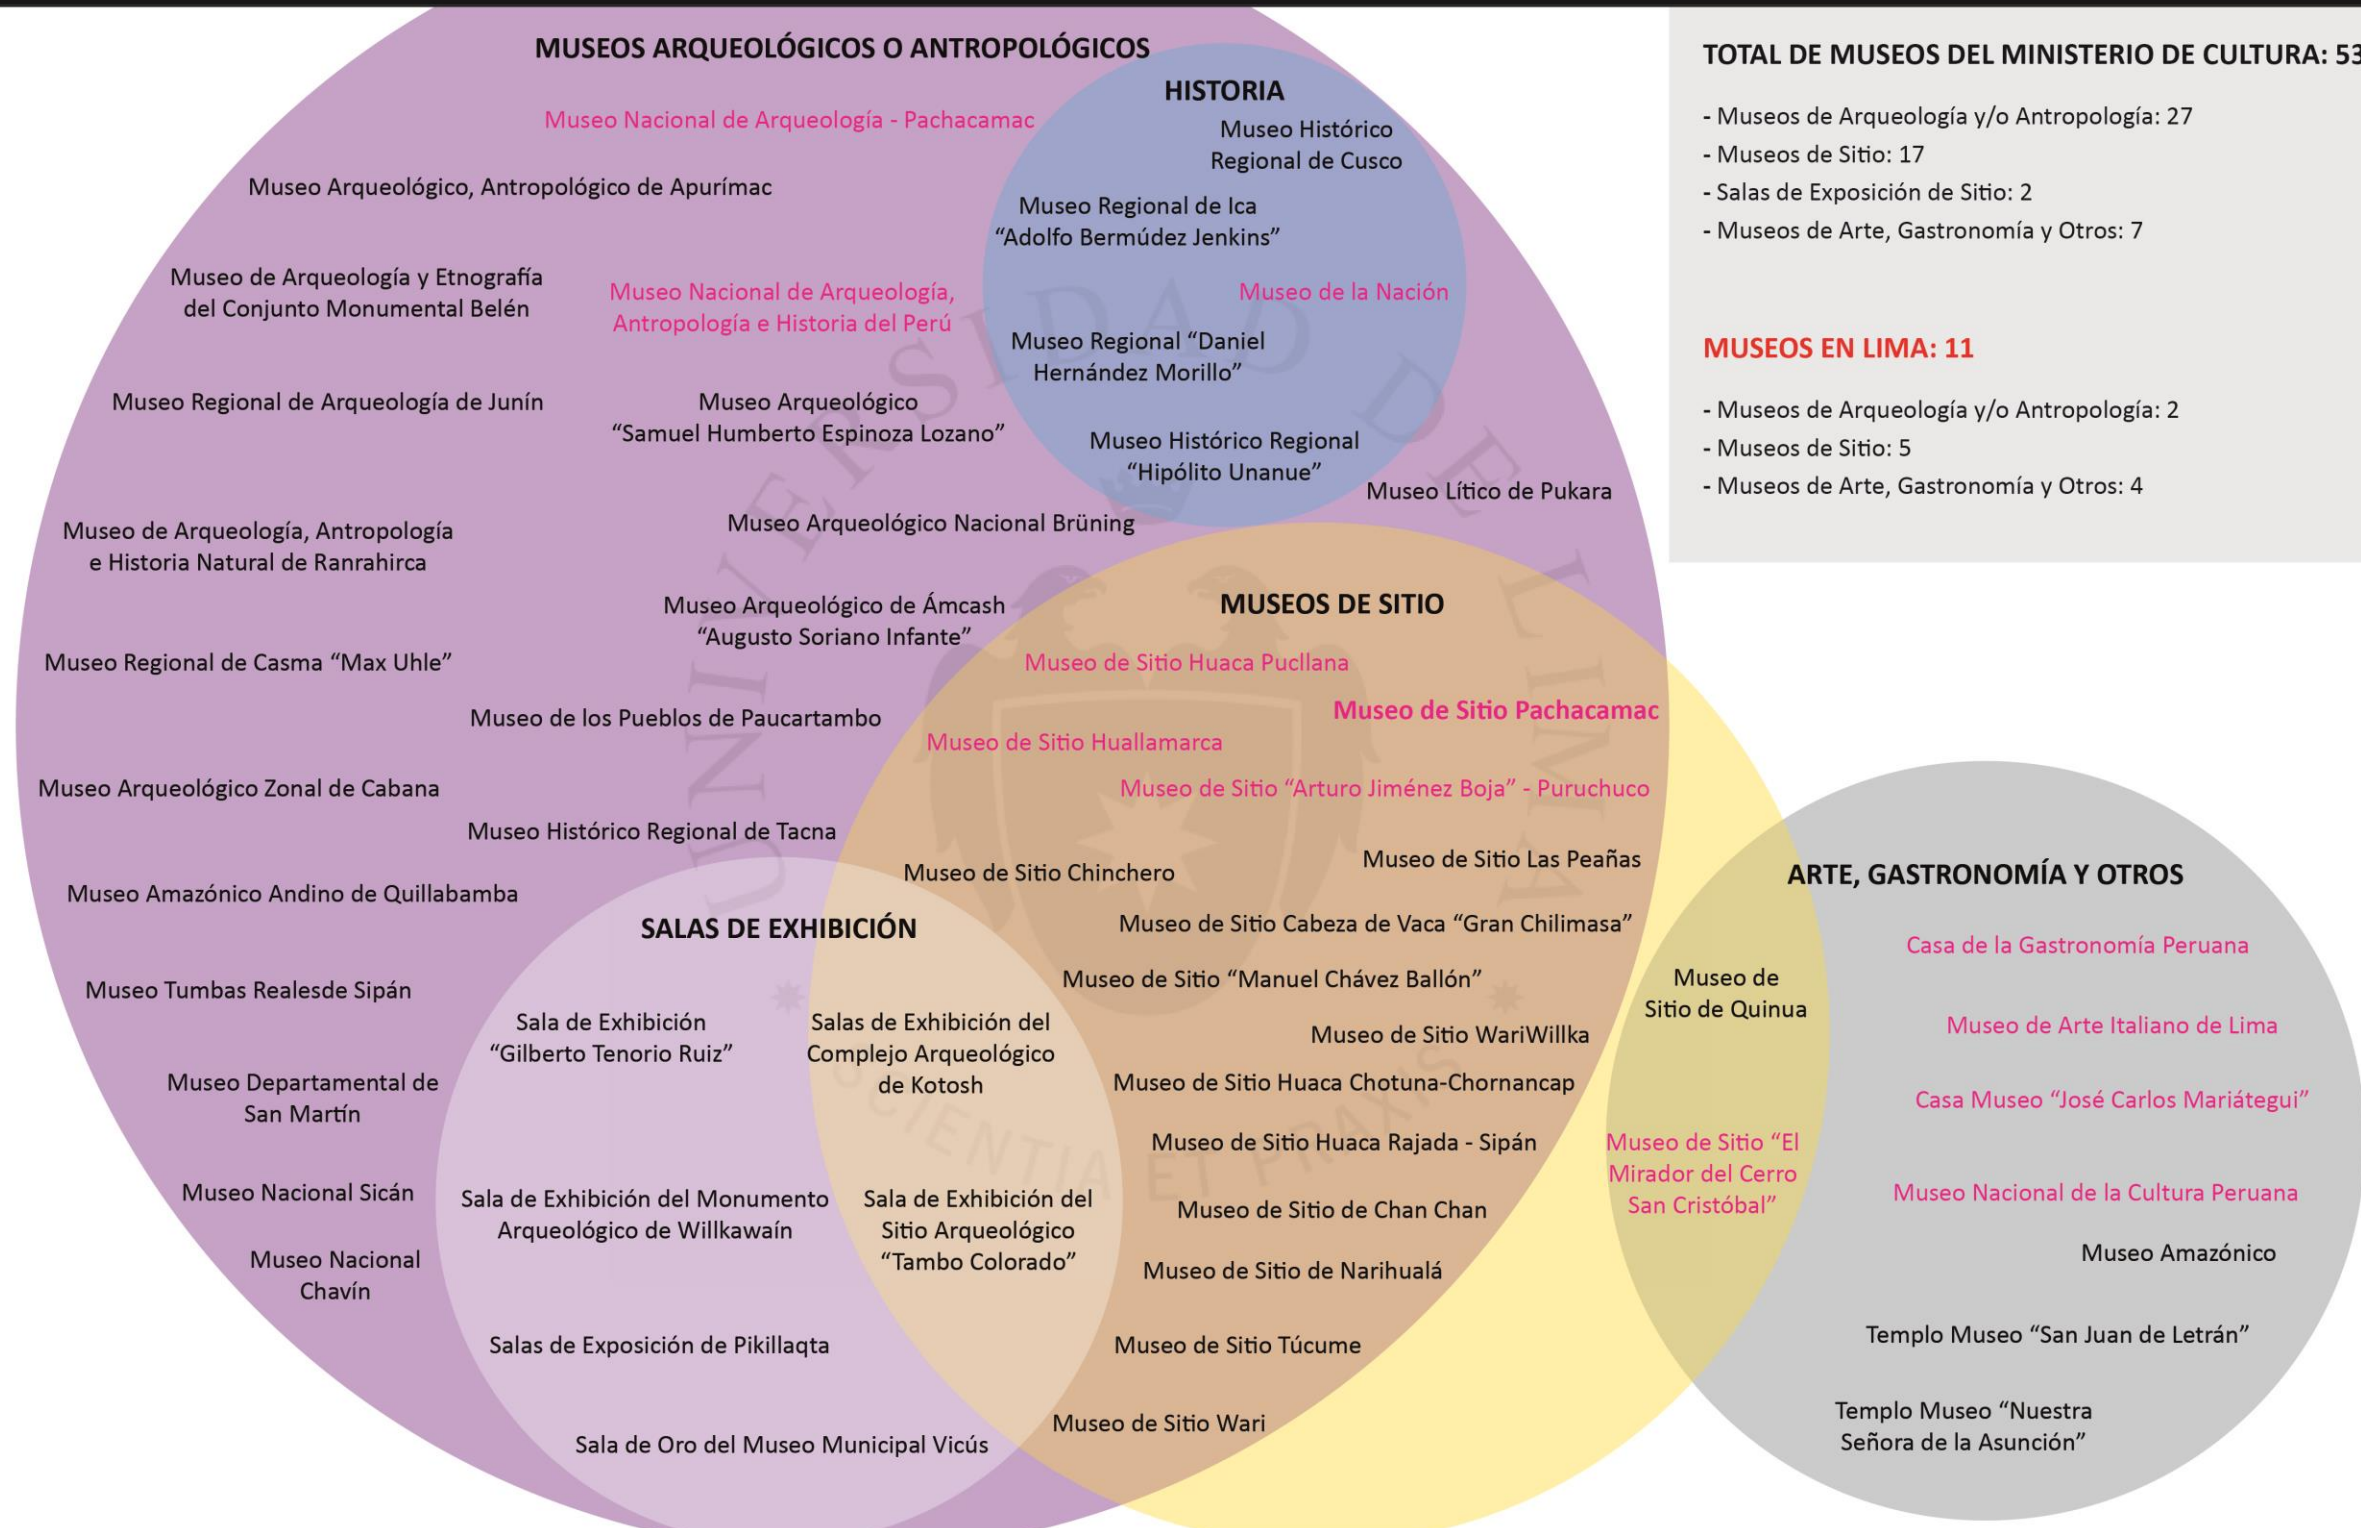 MUSEOS ARQUEOLÓGICOS O ANTROPOLÓGICOS
Museo Nacional de Arqueología - Pachacamac
Museo Arqueológico, Antropológico de Apurímac
Museo de Arqueología y Etnografía
del Conjunto Monumental Belén
Museo Nacional de Arqueología,
Antropología e Historia del Perú
Museo Regional de Arqueología de Junín
Museo Arqueológico
“Samuel Humberto Espinoza Lozano”
Museo de Arqueología, Antropología
e Historia Natural de Ranrahirca
Museo Arqueológico Nacional Brüning
Museo Lítico de Pukara
Museo Arqueológico de Ámcash
“Augusto Soriano Infante”
Museo Regional de Casma “Max Uhle”
Museo de los Pueblos de Paucartambo
Museo Arqueológico Zonal de Cabana
Museo Histórico Regional de Tacna
Museo Amazónico Andino de Quillabamba
Museo Tumbas Realesde Sipán
Museo Departamental de
San Martín
Museo Nacional Sicán
Museo Nacional
Chavín
HISTORIA
Museo Histórico
Regional de Cusco
Museo Regional de Ica
“Adolfo Bermúdez Jenkins”
Museo de la Nación
Museo Regional “Daniel
Hernández Morillo”
Museo Histórico Regional
“Hipólito Unanue”
MUSEOS DE SITIO
Museo de Sitio Huaca Pucllana
Museo de Sitio Pachacamac
Museo de Sitio Huallamarca
Museo de Sitio “Arturo Jiménez Boja” - Puruchuco
Museo de Sitio Las Peañas
Museo de Sitio Chinchero
Museo de Sitio Cabeza de Vaca “Gran Chilimasa”
Museo de Sitio “Manuel Chávez Ballón”
Museo de Sitio WariWillka
Museo de Sitio Huaca Chotuna-Chornancap
Museo de Sitio Huaca Rajada - Sipán
Museo de Sitio de Chan Chan
Museo de Sitio de Narihualá
Museo de Sitio Túcume
Museo de Sitio Wari
SALAS DE EXHIBICIÓN
Sala de Exhibición
“Gilberto Tenorio Ruiz”
Salas de Exhibición del
Complejo Arqueológico
de Kotosh
Sala de Exhibición del Monumento
Arqueológico de Willkawaín
Sala de Exhibición del
Sitio Arqueológico
“Tambo Colorado”
Salas de Exposición de Pikillaqta
Sala de Oro del Museo Municipal Vicús
Museo de
Sitio de Quinua
Museo de Sitio “El
Mirador del Cerro
San Cristóbal”
ARTE, GASTRONOMÍA Y OTROS
Casa de la Gastronomía Peruana
Museo de Arte Italiano de Lima
Casa Museo “José Carlos Mariátegui”
Museo Nacional de la Cultura Peruana
Museo Amazónico
Templo Museo “San Juan de Letrán”
Templo Museo “Nuestra
Señora de la Asunción”
TOTAL DE MUSEOS DEL MINISTERIO DE CULTURA: 53
- Museos de Arqueología y/o Antropología: 27
- Museos de Sitio: 17
- Salas de Exposición de Sitio: 2
- Museos de Arte, Gastronomía y Otros: 7
MUSEOS EN LIMA: 11
- Museos de Arqueología y/o Antropología: 2
- Museos de Sitio: 5
- Museos de Arte, Gastronomía y Otros: 4
UNIVERSIDAD DE LIMA
SCIENTIA ET PRAXIS